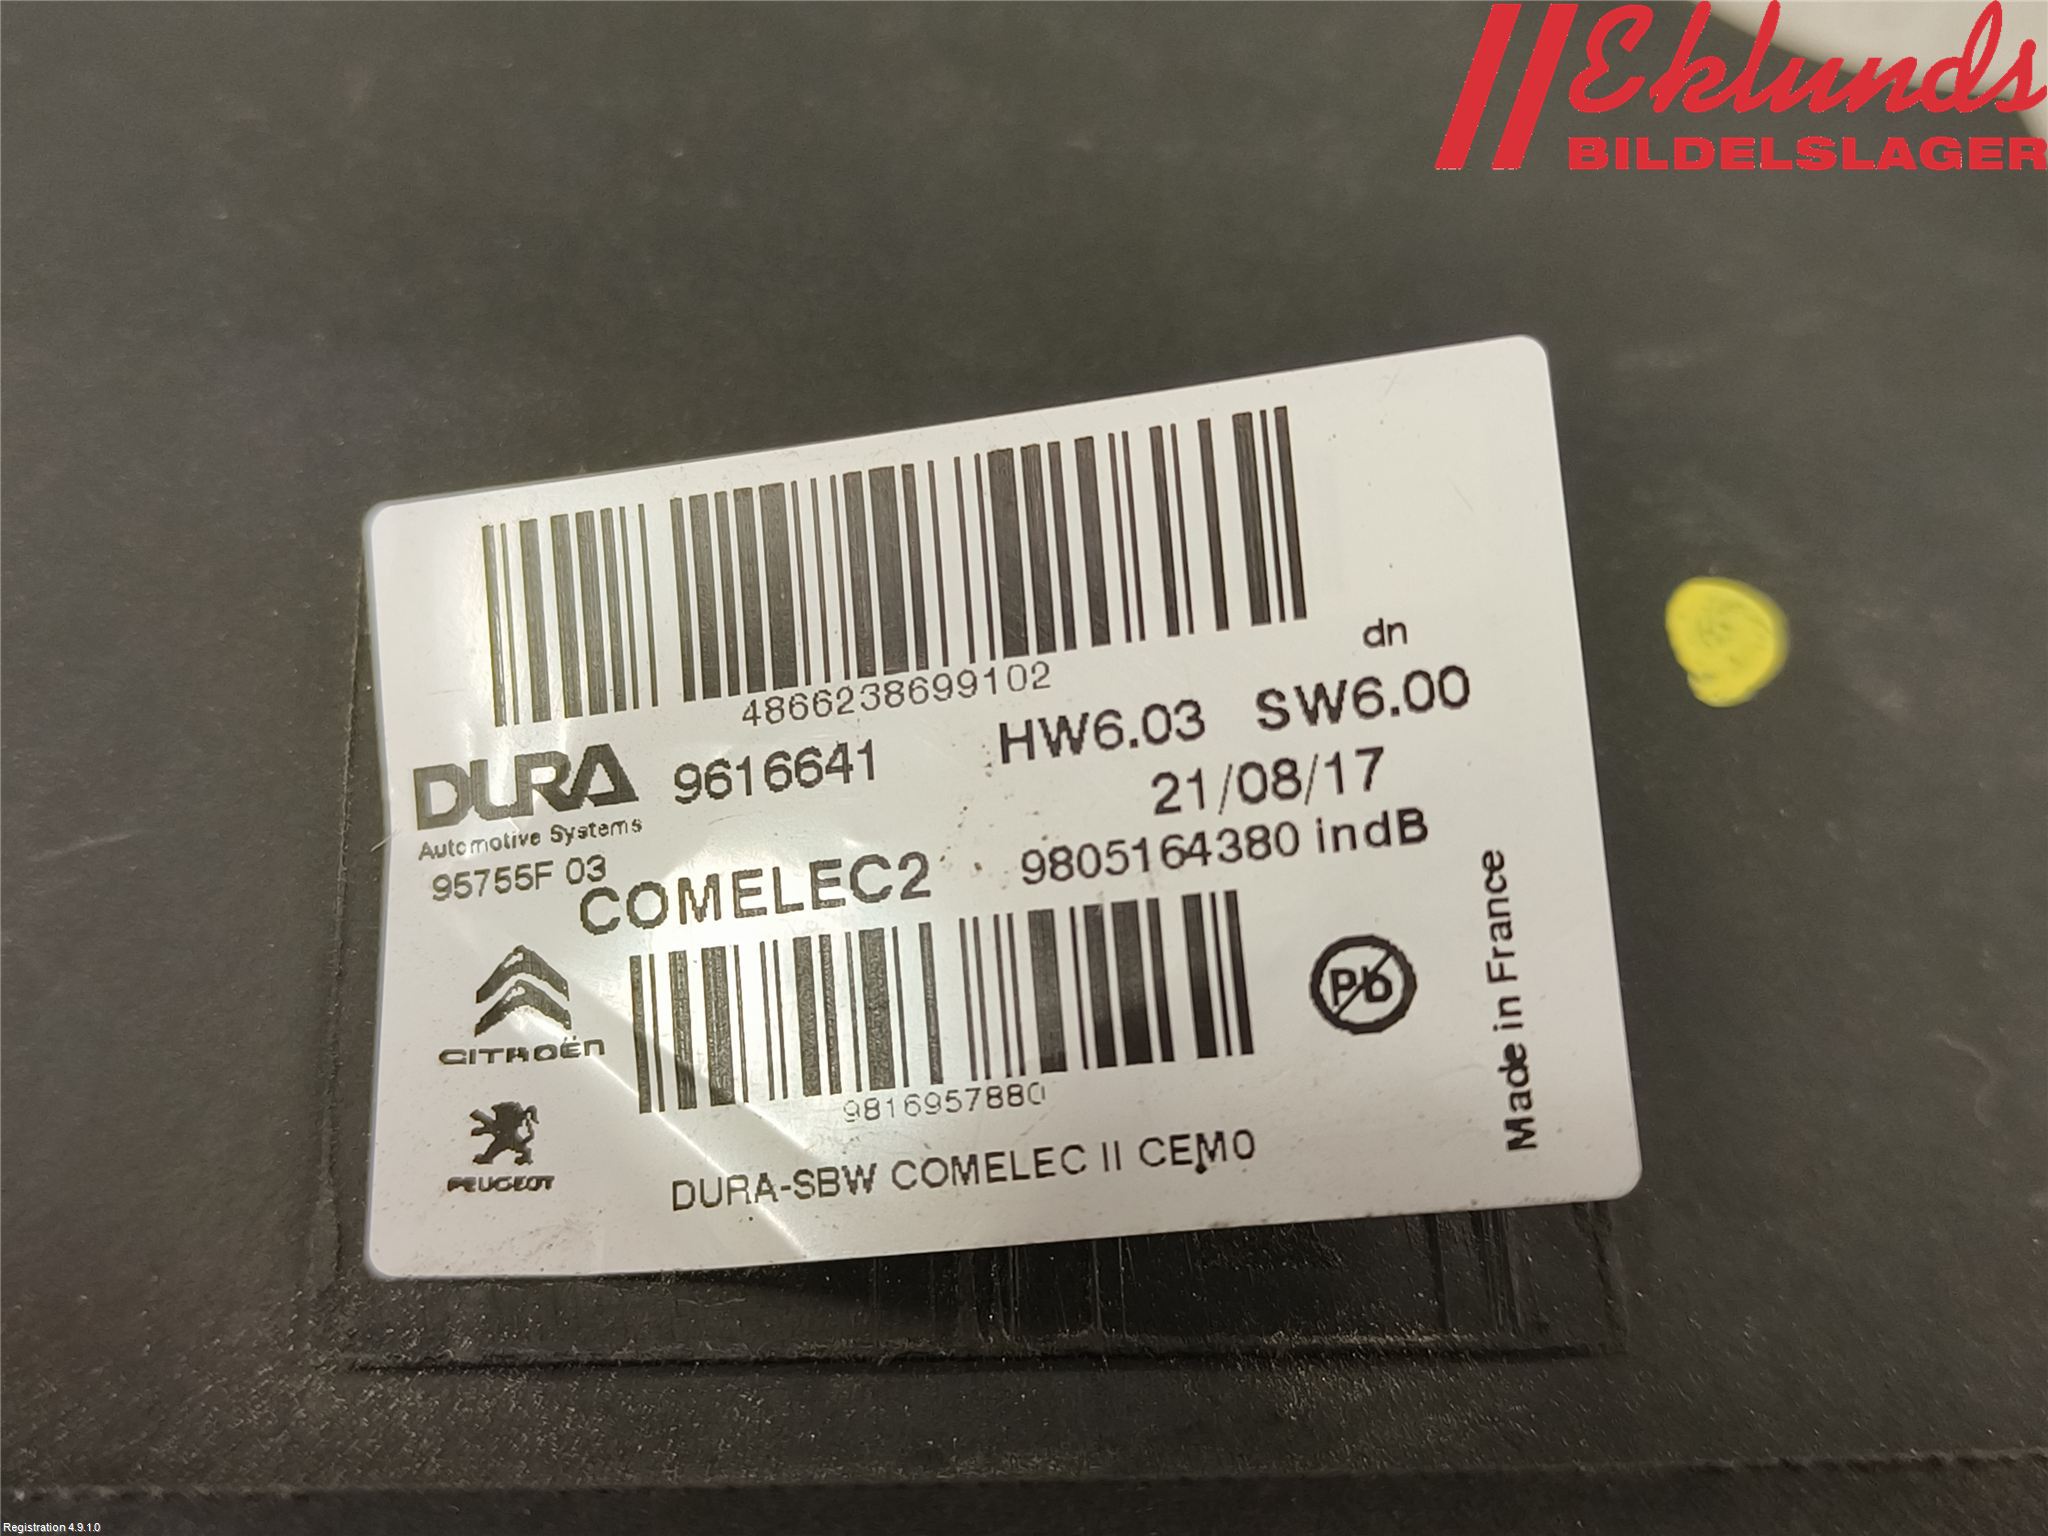 Eklunds
BILDELSLAGER
4866238699102
dn
DURA 9616641 HW6.03 SW6.00
Automotive Systems 21/08/17
95755F 03 COMELEC2 9805164380 indB
CITROËN
Pb
9816957880
PEUGEOT
DURA-SBW COMELEC II CEM0
Made in France
Registration 4.9.1.0